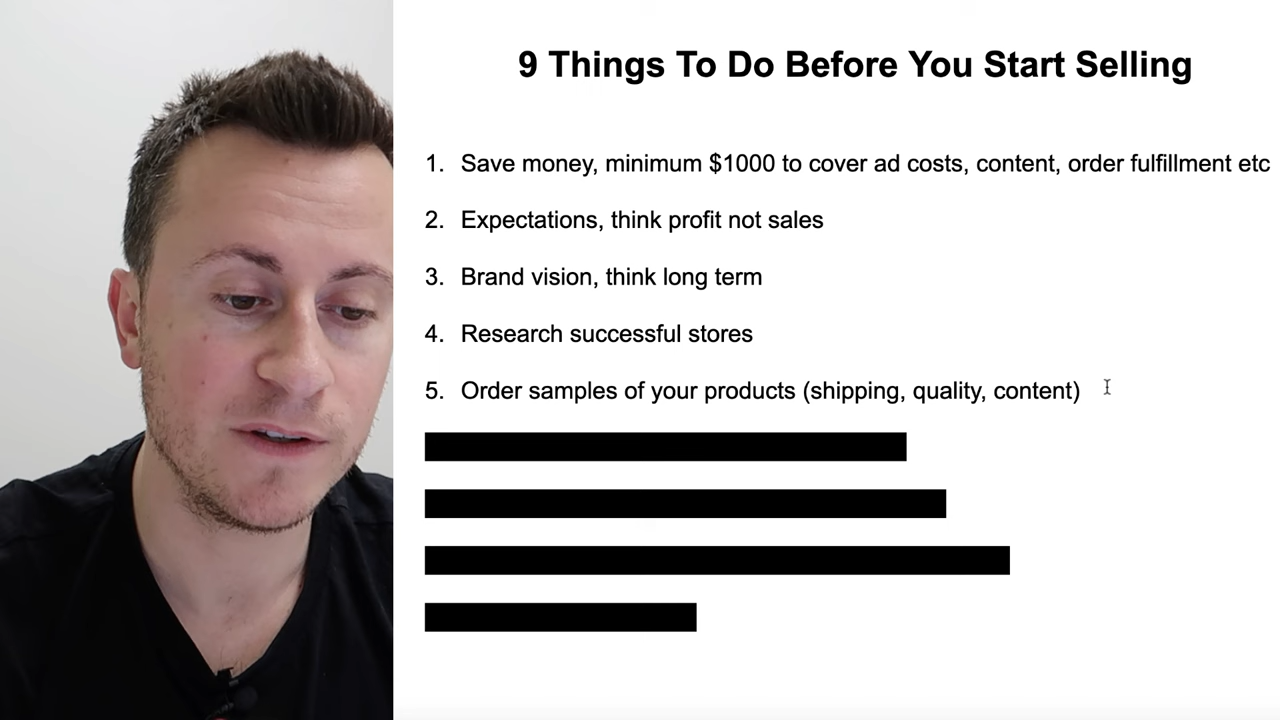 9 Things To Do Before You Start Selling
1. Save money, minimum $1000 to cover ad costs, content, order fulfillment etc
2. Expectations, think profit not sales
3. Brand vision, think long term
4. Research successful stores
5. Order samples of your products (shipping, quality, content)